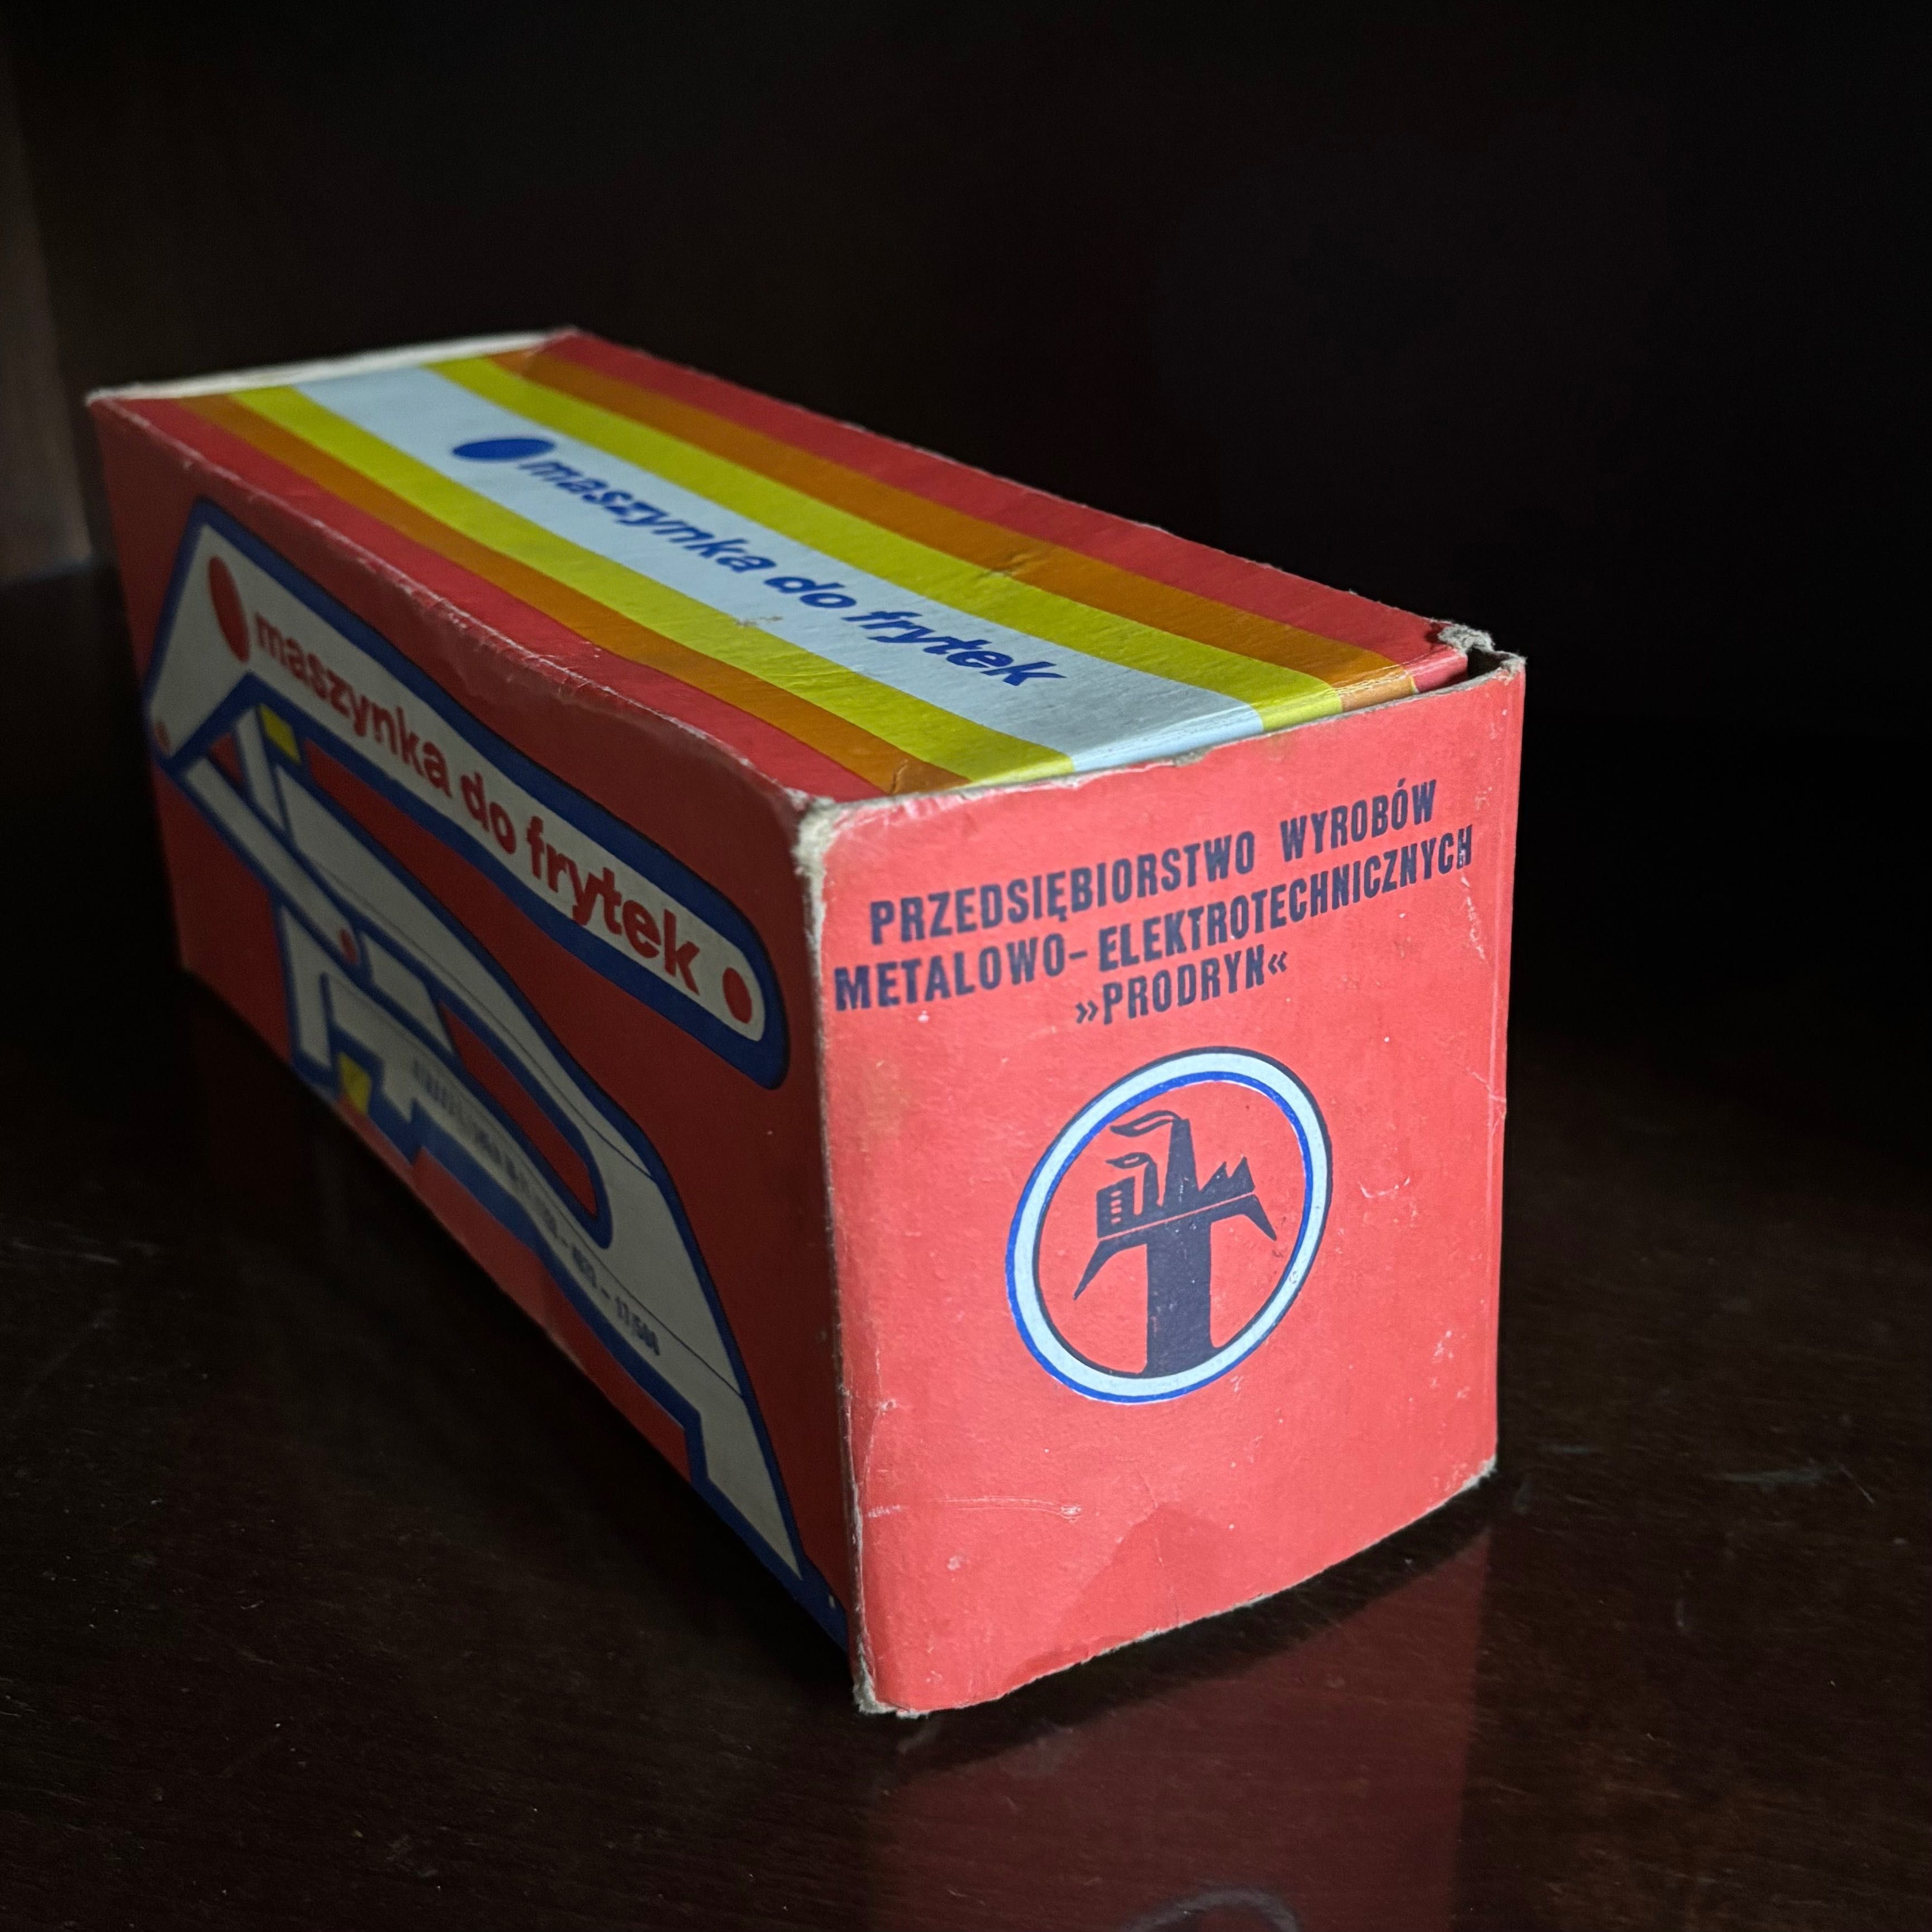 maszynka do frytek
maszynka do frytek
PRZEDSIĘBIORSTWO WYROBÓW
METALOWO-ELEKTROTECHNICZNYCH
»PRODRYN«